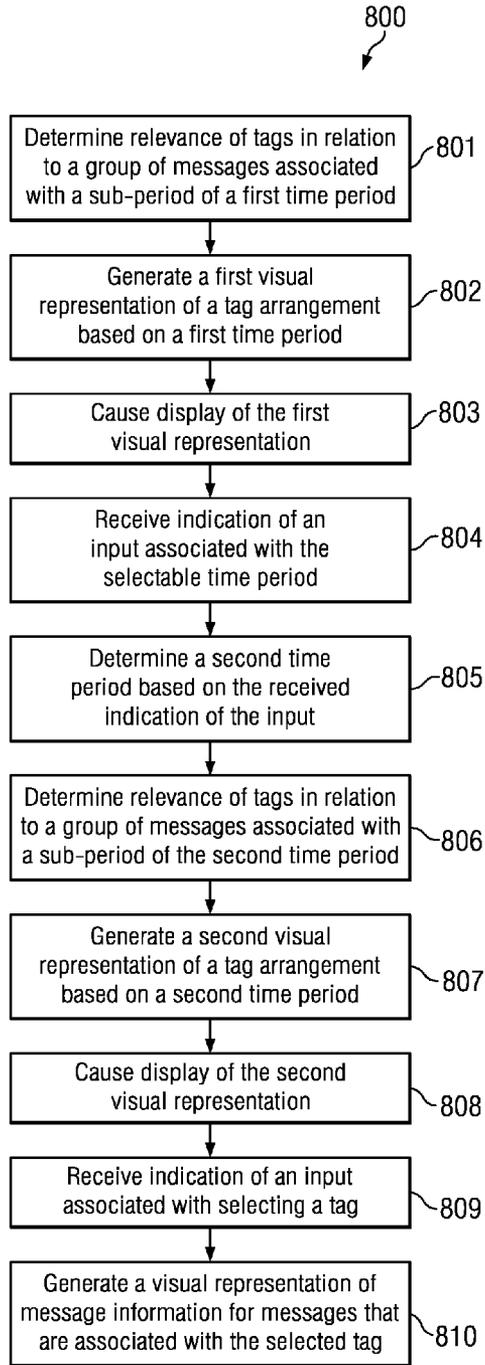 800
Determine relevance of tags in relation
to a group of messages associated
with a sub-period of a first time period
801
Generate a first visual
representation of a tag arrangement
based on a first time period
802
Cause display of the first
visual representation
803
Receive indication of an
input associated with the
selectable time period
804
Determine a second time
period based on the received
indication of the input
805
Determine relevance of tags in relation
to a group of messages associated with
a sub-period of the second time period
806
Generate a second visual
representation of a tag arrangement
based on a second time period
807
Cause display of the second
visual representation
808
Receive indication of an input
associated with selecting a tag
809
Generate a visual representation of
message information for messages that
are associated with the selected tag
810